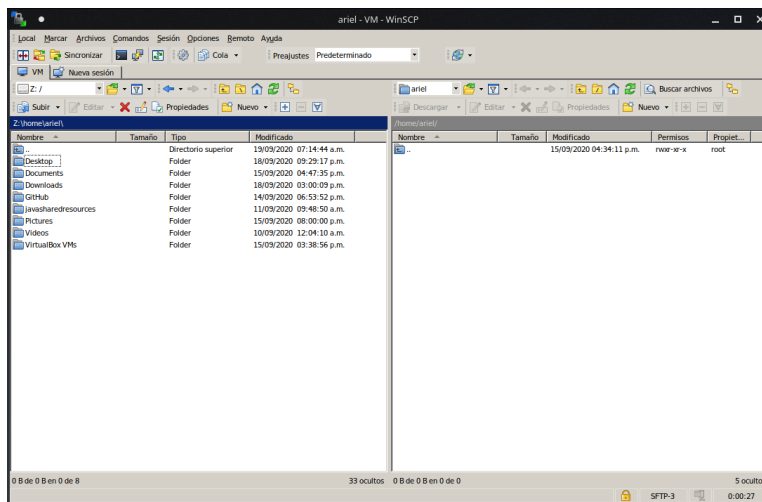 ariel - VM - WinSCP
Local Marcar Archivos Comandos Sesión Opciones Remoto Ayuda
Sincronizar Cola Preajustes Predeterminado
VM Nueva sesión
Z: / ariel Buscar archivos
Subir Editar Propiedades Nuevo Descargar Editar Propiedades Nuevo
Z:\home\ariel\ /home/ariel/
Nombre Tamaño Tipo Modificado Nombre Tamaño Modificado Permisos Propiet...
.. Directorio superior 19/09/2020 07:14:44 a.m. .. 15/09/2020 04:34:11 p.m. rwxr-xr-x root
Desktop Folder 18/09/2020 09:29:17 p.m.
Documents Folder 15/09/2020 04:47:35 p.m.
Downloads Folder 18/09/2020 03:00:09 p.m.
GitHub Folder 14/09/2020 06:53:52 p.m.
javasharedresources Folder 11/09/2020 09:48:50 a.m.
Pictures Folder 15/09/2020 08:00:00 p.m.
Videos Folder 10/09/2020 12:04:10 a.m.
VirtualBox VMs Folder 15/09/2020 03:38:56 p.m.
0 B de 0 B en 0 de 8 33 ocultos 0 B de 0 B en 0 de 0 5 oculto
SFTP-3 0:00:27